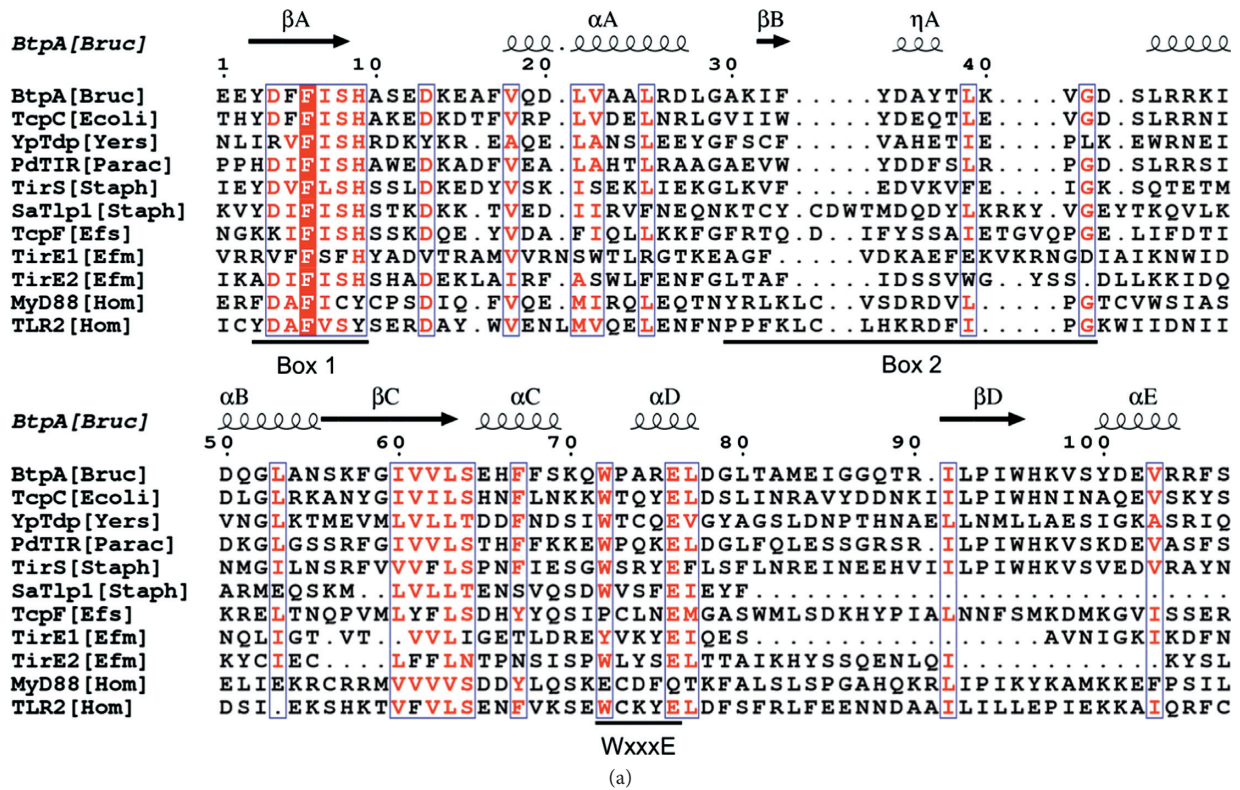 βA αA βB ηA
BtpA[Bruc]
1 10 20 30 40
BtpA[Bruc] EEYDFFISHASEDKEAFVQD.LVAALRDLGAKIF.....YDAYTLK....VGD.SLRRKI
TcpC[Ecoli] THYDFFISHAKEDKDTFVRP.LVDELNRLGVIIW.....YDEQTLE....VGD.SLRRNI
YpTdp[Yers] NLIRVFISHRDKYKR.EAQE.LANSLEEYGFSCF.....VAHETIE....PLK.EWRNEI
PdTIR[Parac] PPHDIFISHAWEDKADFVEA.LAHTLRAAGAEVW.....YDDFSLR....PGD.SLRRSI
TirS[Staph] IEYDVFLSHSSLDKEDYVSK.ISEKLIEKGLKVF.....EDVKVFE....IGK.SQTETM
SaTlp1[Staph] KVYDIFISHSTKDKK.TVED.IIRVFNEQNKTCY.CDWTMDQDYLKRKY.VGEYTKQVLK
TcpF[Efs] NGKKIFISHSSKDQE.YVDA.FIQLLKKFGFRTQ.D..IFYSSAIETGVQPGE.LIFDTI
TirE1[Efm] VRRVFFSFHYADVTRAMVVRNSWTLRGTKEAGF.....VDKAEFEKVKRNGDIAIKNWID
TirE2[Efm] IKADIFISHSHADEKLAIRF.ASWLFENFGLTAF.....IDSSVWG...YSS.DLLKKIDQ
MyD88[Hom] ERFDAFICYCPSDIQ.FVQE.MIRQLEQTNYRLKLC..VSDRDVL.....PGTCVWSIAS
TLR2[Hom] ICYDAFVSYSERDAY.WVENLMVQELENFNPPFKLC..LHKRDFI.....PGKWIIDNII
Box 1 Box 2
αB βC αC αD βD αE
BtpA[Bruc]
50 60 70 80 90 100
BtpA[Bruc] DQGLANSKFGIVVLSEHFFSKQWPARELDGLTAMEIGGQTR.ILPIWHKVSYDEVRRFS
TcpC[Ecoli] DLGLRKANYGIVILSHNFLNKKWTQYELDSLINRAVYDDNKIILPIWHNINAQEVSKYS
YpTdp[Yers] VNGLKTMEVMLVLLTDDFNDSIWTCQEVGYAGSLDNPTHNAELLNMLLAESIGKASRIQ
PdTIR[Parac] DKGLGSSRFGIVVLSTHFFKKEWPQKELDGLFQLESSGRSR.ILPIWHKVSKDEVASFS
TirS[Staph] NMGILNSRFVVVFLSPNFIESGWSRYEFLSFLNREINEEHVIILPIWHKVSVEDVRAYN
SaTlp1[Staph] ARMEQSKM..LVLLTENSVQSDWVSFEIEYF............................
TcpF[Efs] KRELTNQPVMLYFLSDHYYQSIPCLNEMGASWMLSDKHYPIALNNFSMKDMKGVISSER
TirE1[Efm] NQLIGT.VT..VVLIGETLDREYVKYEIQES.................AVNIGKIKDFN
TirE2[Efm] KYCIEC....LFFLNTPNSISPWLYSELTTAIKHYSSQENLQI............KYSL
MyD88[Hom] ELIEKRCRRMVVVVSDDYLQSKECDFQTKFALSLSPGAHQKRLIPIKYKAMKKEFPSIL
TLR2[Hom] DSI.EKSHKTVFVLSENFVKSEWCKYELDFSFRLFEENNDAAILILLEPIEKKAIQRFC
WxxxE
(a)